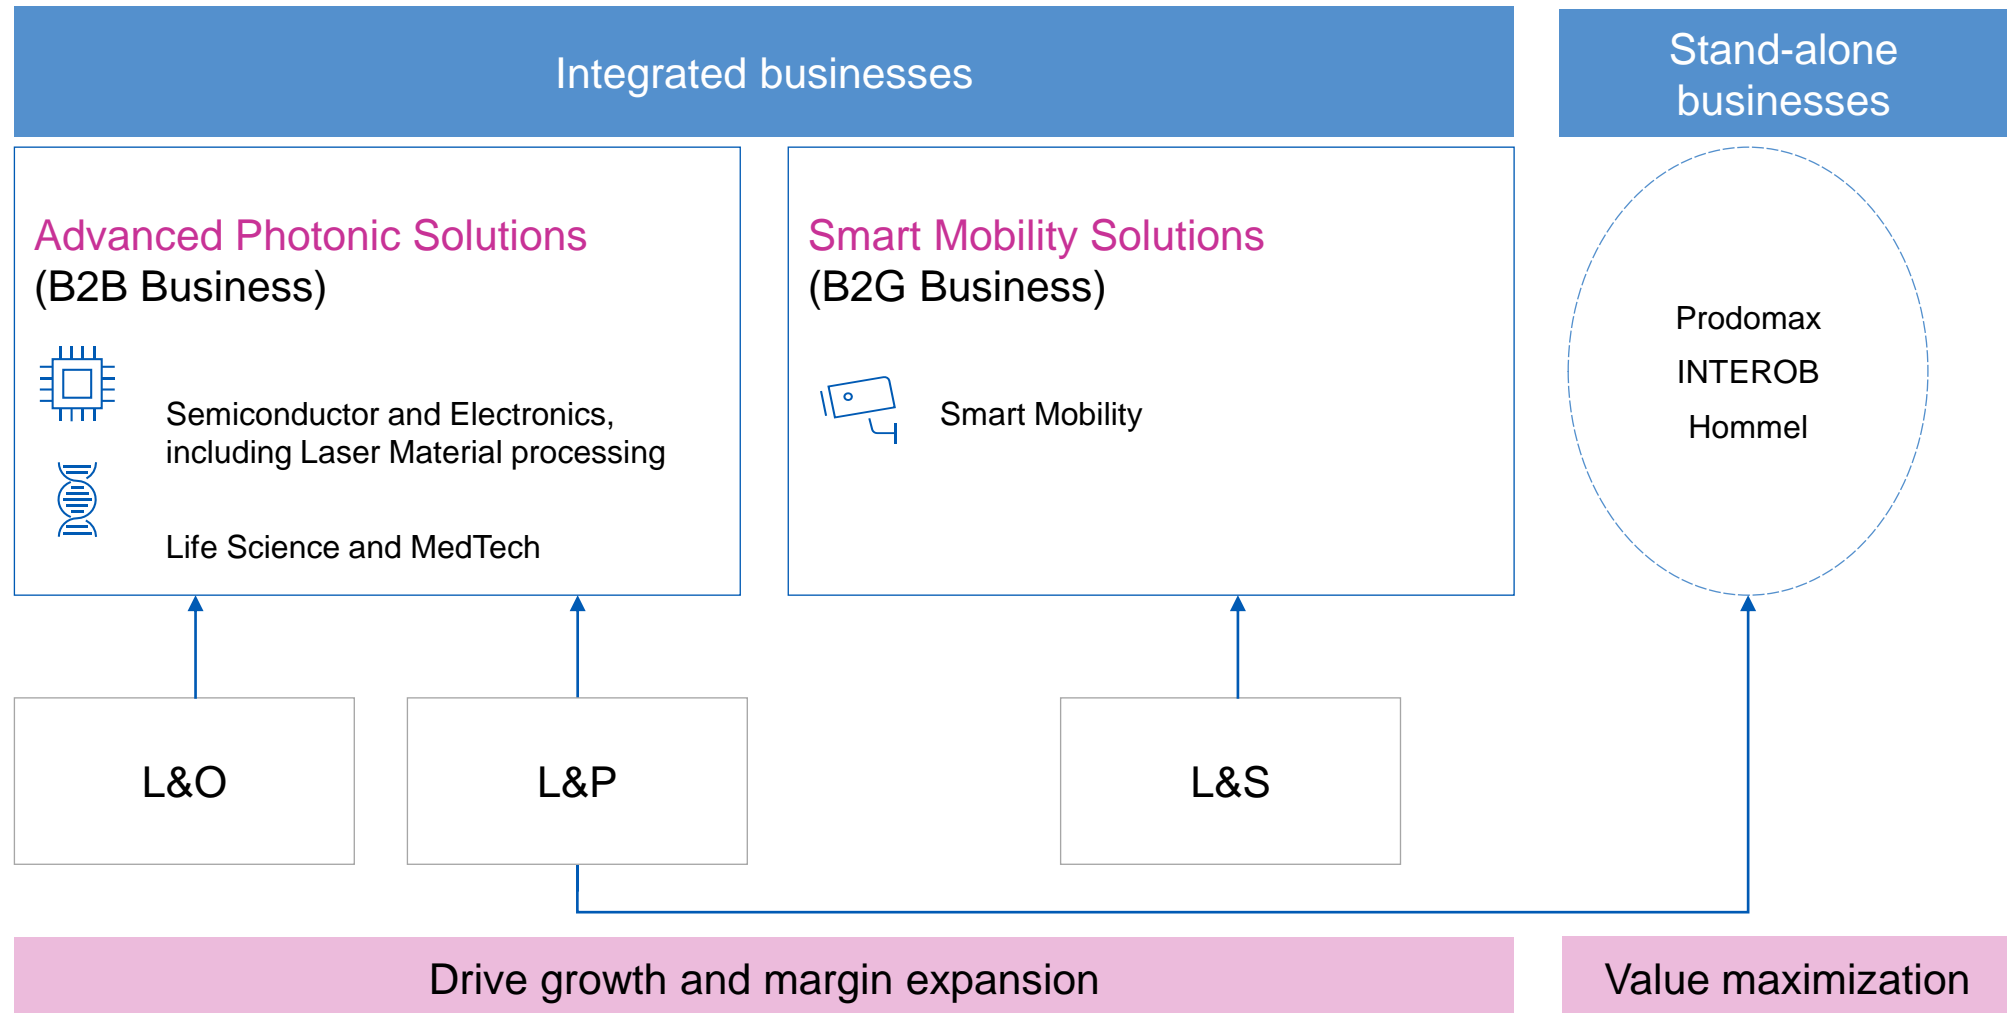 Integrated businesses
Stand-alone
businesses
Advanced Photonic Solutions
(B2B Business)
Semiconductor and Electronics,
including Laser Material processing
Life Science and MedTech
Smart Mobility Solutions
(B2G Business)
Smart Mobility
Prodomax
INTEROB
Hommel
L&O
L&P
L&S
Drive growth and margin expansion
Value maximization